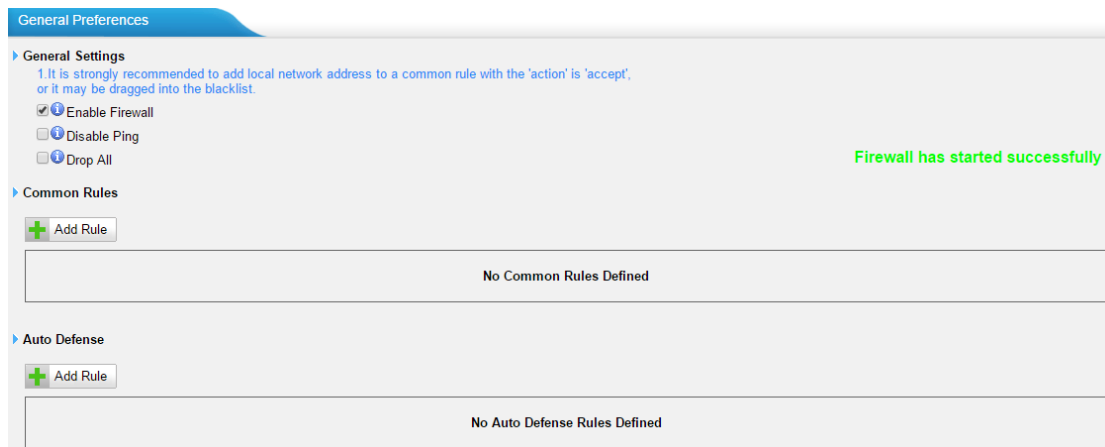 General Preferences
General Settings
1.It is strongly recommended to add local network address to a common rule with the 'action' is 'accept',
or it may be dragged into the blacklist.
Enable Firewall
Disable Ping
Drop All
Firewall has started successfully
Common Rules
Add Rule
No Common Rules Defined
Auto Defense
Add Rule
No Auto Defense Rules Defined